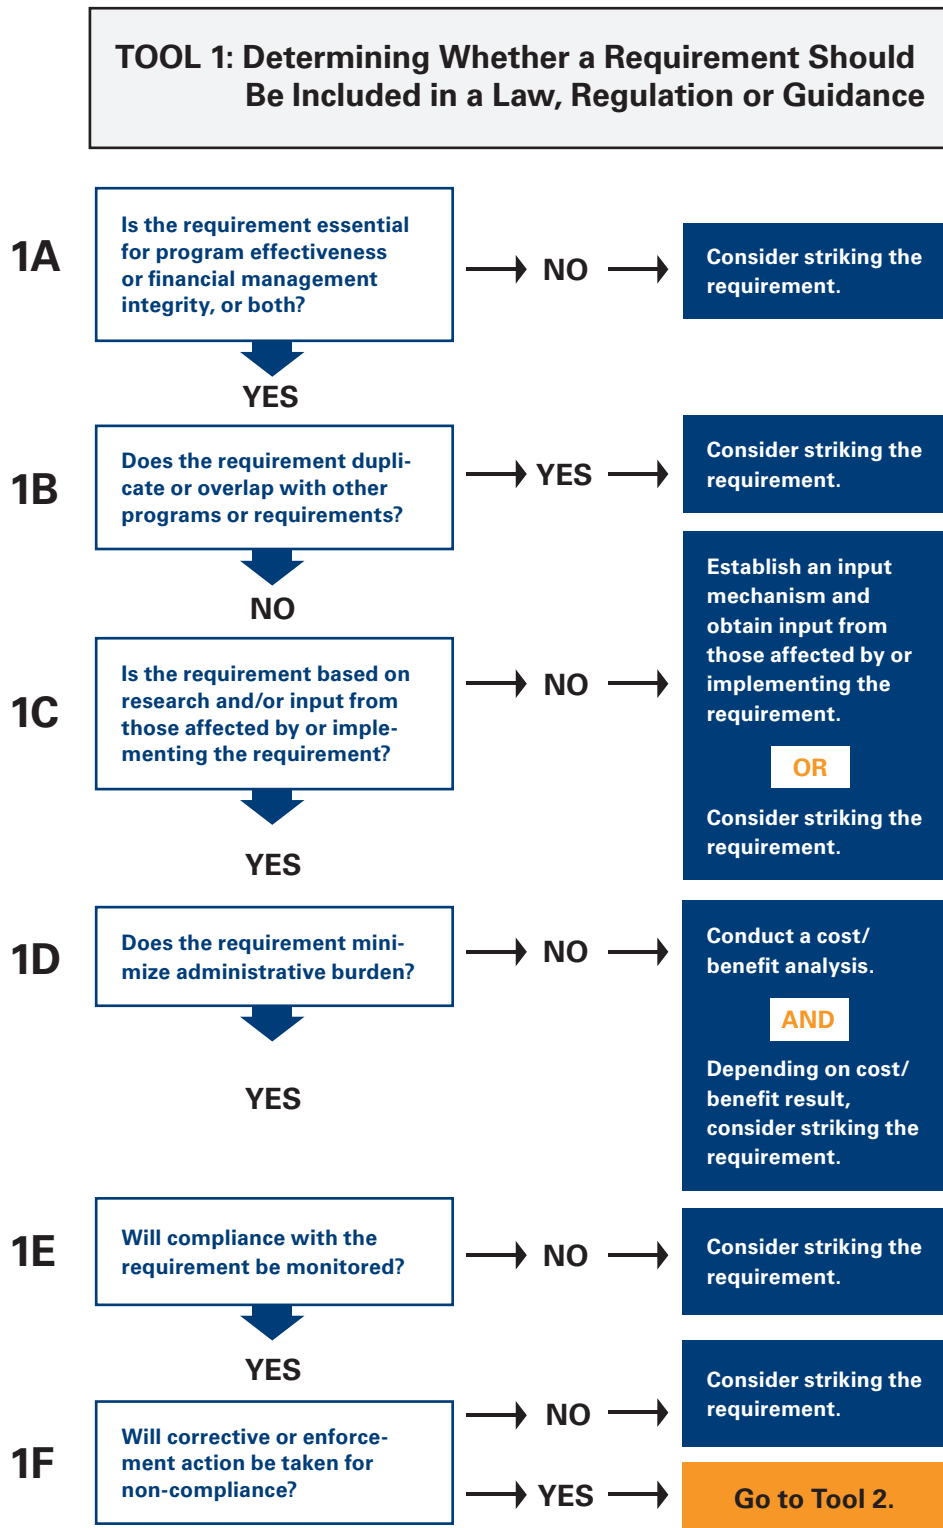 TOOL 1: Determining Whether a Requirement Should
Be Included in a Law, Regulation or Guidance
1A
Is the requirement essential
for program effectiveness
or financial management
integrity, or both?
NO
Consider striking the
requirement.
YES
1B
Does the requirement dupli-
cate or overlap with other
programs or requirements?
YES
Consider striking the
requirement.
NO
1C
Is the requirement based on
research and/or input from
those affected by or imple-
menting the requirement?
NO
Establish an input
mechanism and
obtain input from
those affected by or
implementing the
requirement.
OR
Consider striking the
requirement.
YES
1D
Does the requirement mini-
mize administrative burden?
NO
Conduct a cost/
benefit analysis.
AND
Depending on cost/
benefit result,
consider striking the
requirement.
YES
1E
Will compliance with the
requirement be monitored?
NO
Consider striking the
requirement.
YES
1F
Will corrective or enforce-
ment action be taken for
non-compliance?
NO
Consider striking the
requirement.
YES
Go to Tool 2.